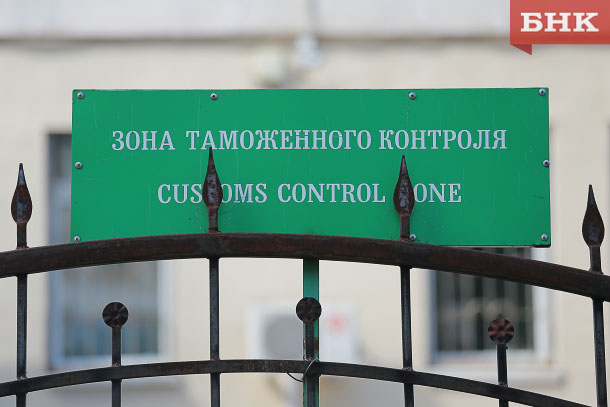 БНК
ЗОНА ТАМОЖЕННОГО КОНТРОЛЯ
CUSTOMS CONTROL ZONE